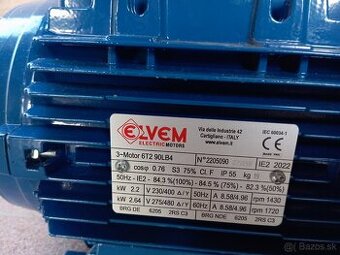 ELVEM
ELECTRIC MOTORS
Via delle Industrie 42
Cartigliano - ITALY
www.elvem.it
IEC 60034-1
CE
3~Motor 6T2 90LB4
N°2205090
IE2 2022
cosφ 0.76 S3 75% Cl. F IP 55 kg
50Hz - IE2 - 84.3%(100%) - 84.5% (75%) - 82.3%(50%)
kW 2.2 V 230/400 50Hz A 8.58/4.96 rpm 1430
kW 2.64 V 275/480 60Hz A 8.58/4.96 rpm 1720
BRG DE 6205 2RS C3 BRG NDE 6205 2RS C3
Bazos.sk